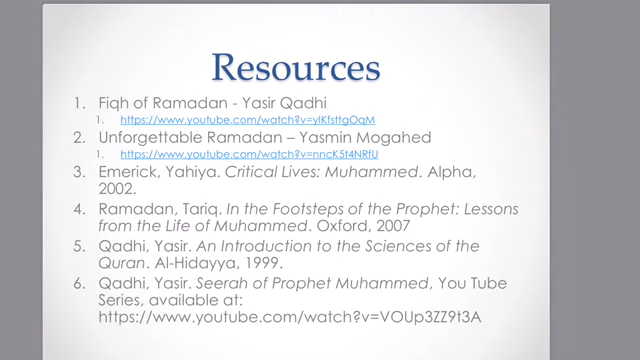 Resources
1. Fiqh of Ramadan - Yasir Qadhi
1. https://www.youtube.com/watch?v=yIKfsttgOqM
2. Unforgettable Ramadan – Yasmin Mogahed
1. https://www.youtube.com/watch?v=nncK5t4NRfU
3. Emerick, Yahiya. Critical Lives: Muhammed. Alpha,
2002.
4. Ramadan, Tariq. In the Footsteps of the Prophet: Lessons
from the Life of Muhammed. Oxford, 2007
5. Qadhi, Yasir. An Introduction to the Sciences of the
Quran. Al-Hidayya, 1999.
6. Qadhi, Yasir. Seerah of Prophet Muhammed, You Tube
Series, available at:
https://www.youtube.com/watch?v=VOUp3ZZ9t3A